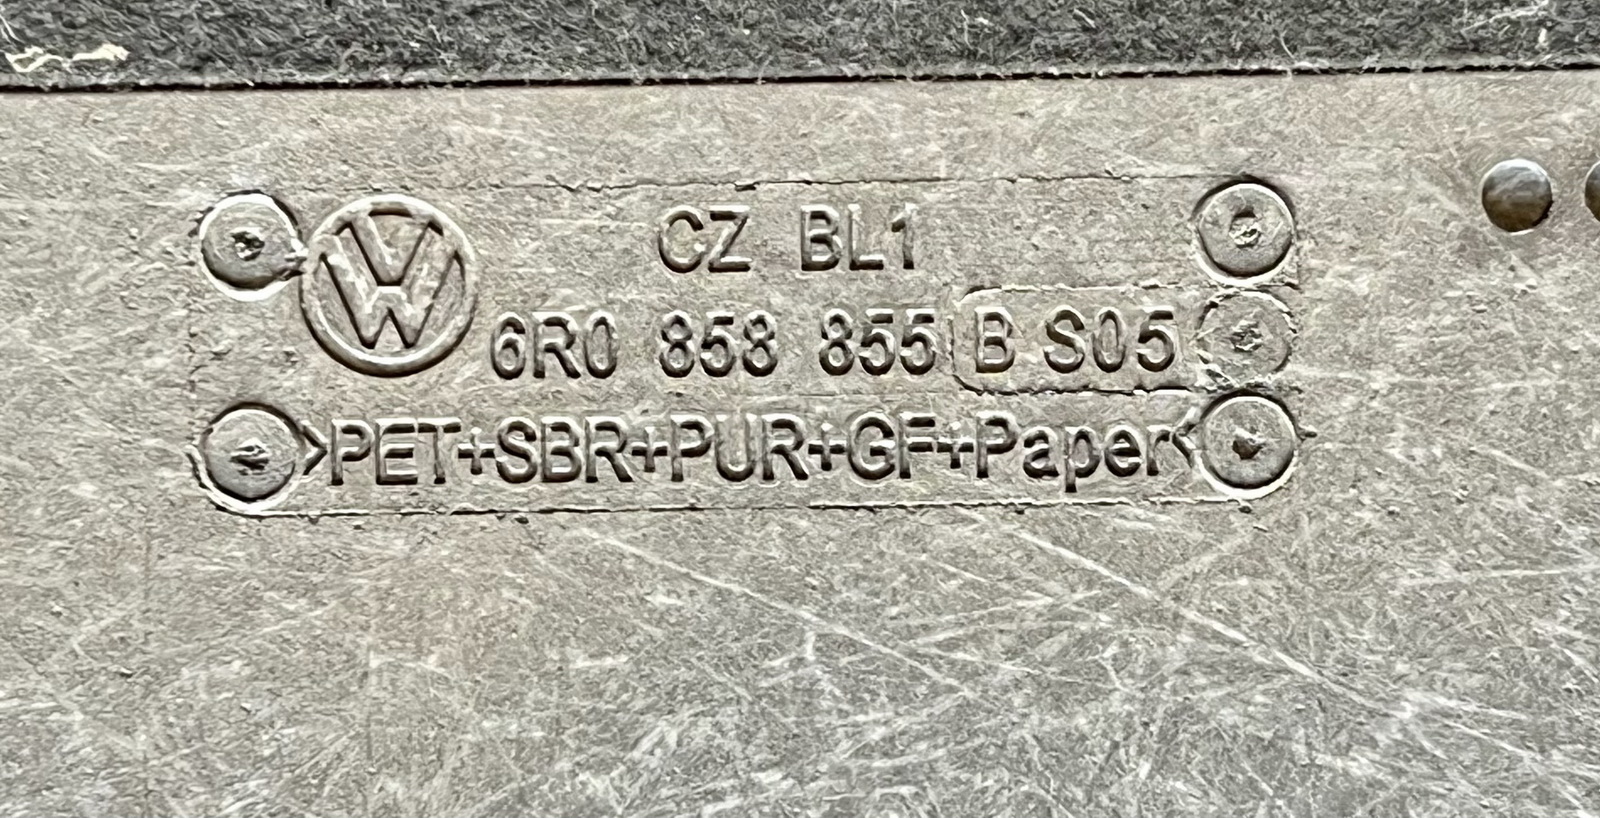 CZ BL1
6R0 858 855 B S05
>PET+SBR+PUR+GF+Paper<